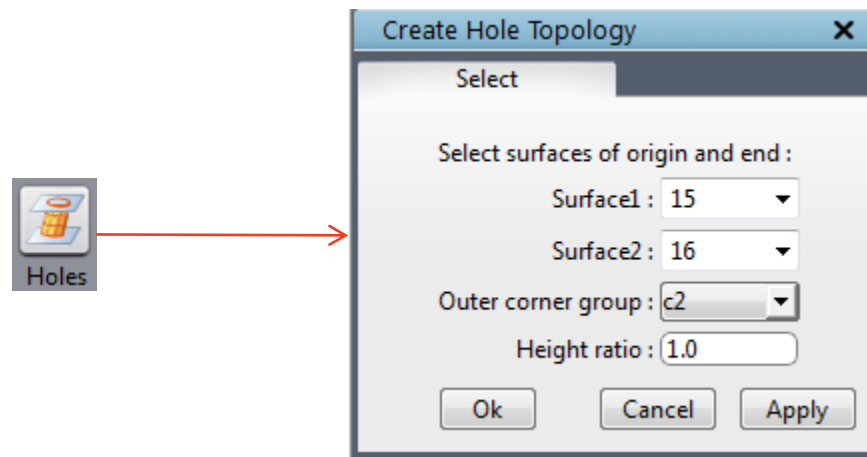 Create Hole Topology
Select
Select surfaces of origin and end :
Surface1 : 15
Surface2 : 16
Outer corner group : c2
Height ratio : 1.0
Ok Cancel Apply
Holes